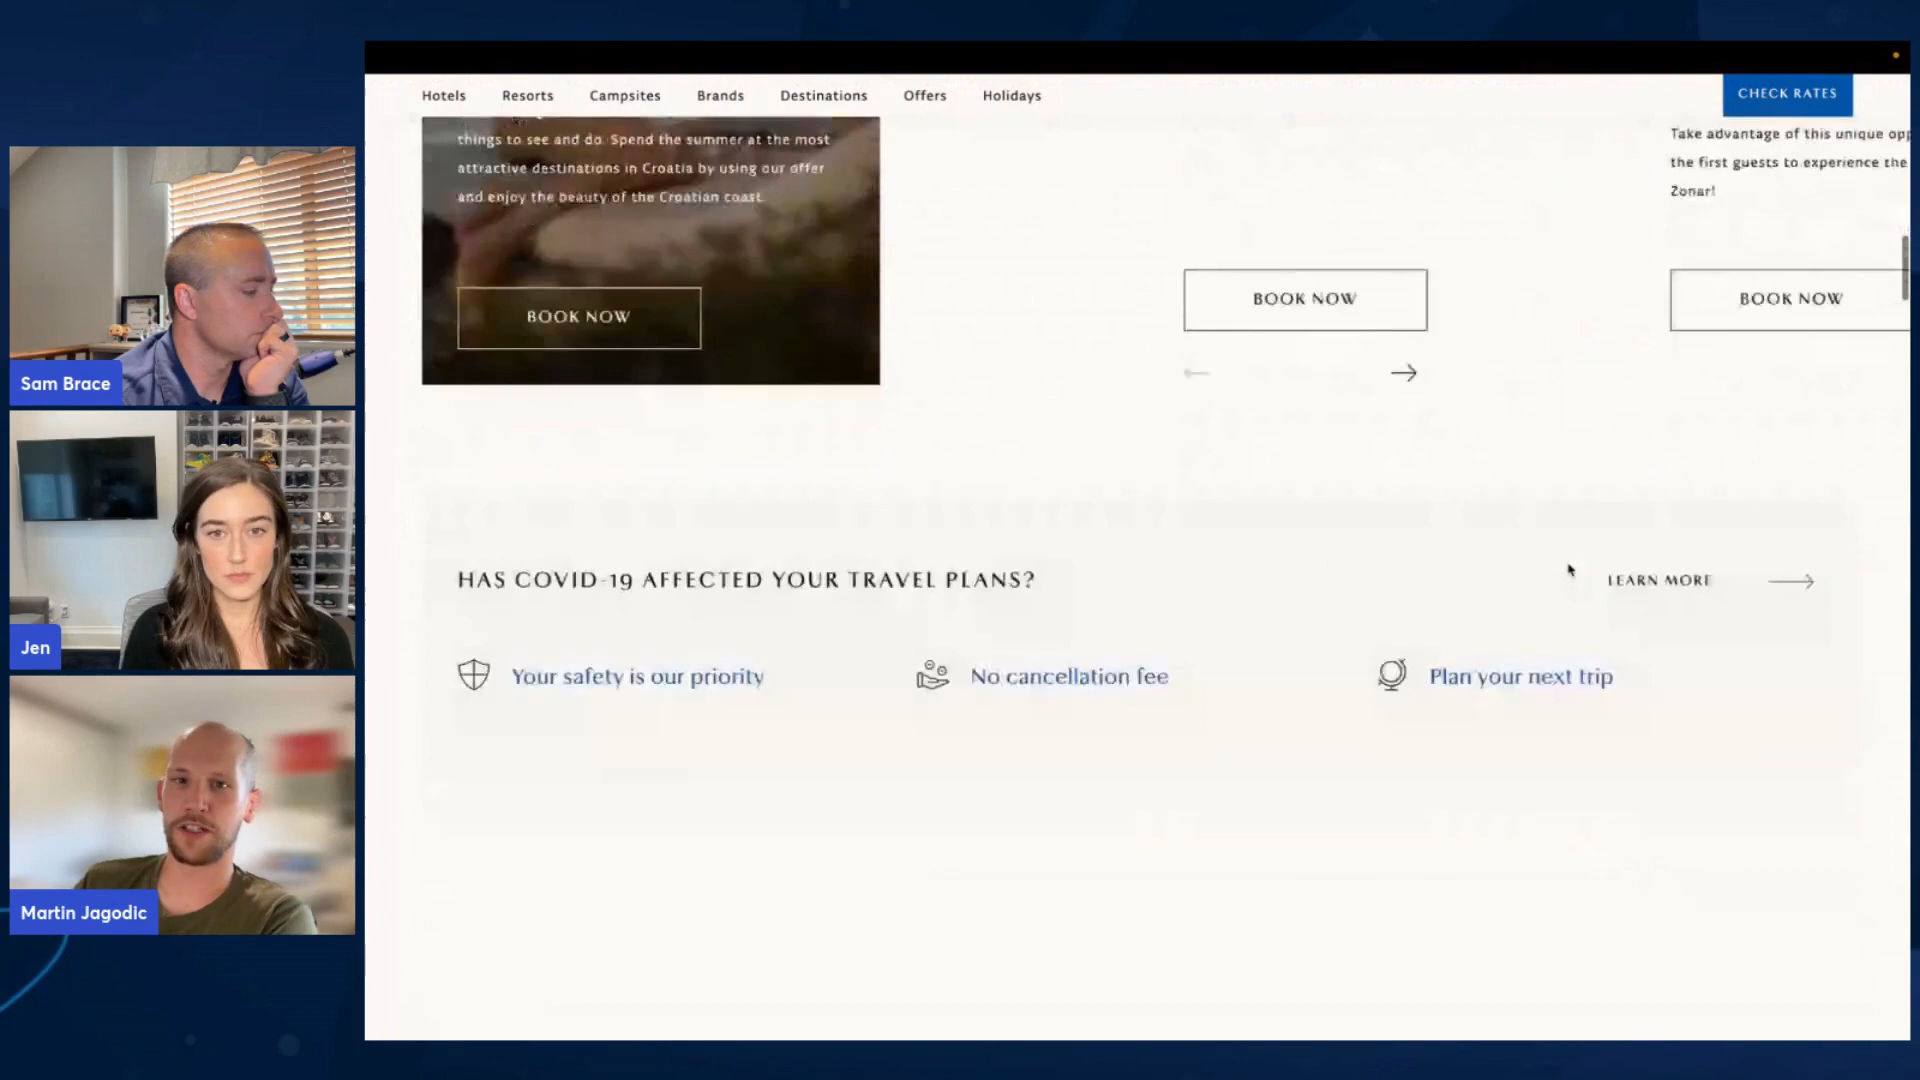 Hotels
Resorts
Campsites
Brands
Destinations
Offers
Holidays
CHECK RATES
things to see and do. Spend the summer at the most
attractive destinations in Croatia by using our offer
and enjoy the beauty of the Croatian coast.
BOOK NOW
BOOK NOW
Take advantage of this unique opp
the first guests to experience the
Zonar!
BOOK NOW
HAS COVID-19 AFFECTED YOUR TRAVEL PLANS?
LEARN MORE
Your safety is our priority
No cancellation fee
Plan your next trip
Sam Brace
Jen
Martin Jagodic